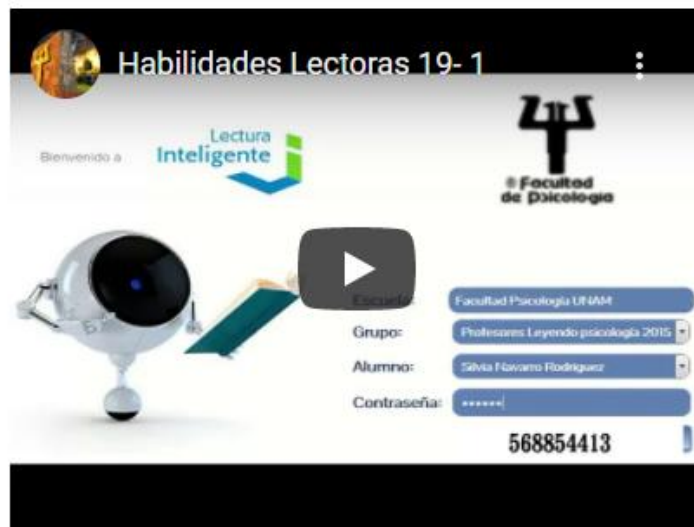 Habilidades Lectoras 19- 1
Bienvenido a
Lectura
Inteligente
® Facultad
de Psicología
Escuela:
Facultad Psicología UNAM
Grupo:
Profesores Leyendo psicología 2015
Alumno:
Silvia Navarro Rodriguez
Contraseña:
••••••
568854413